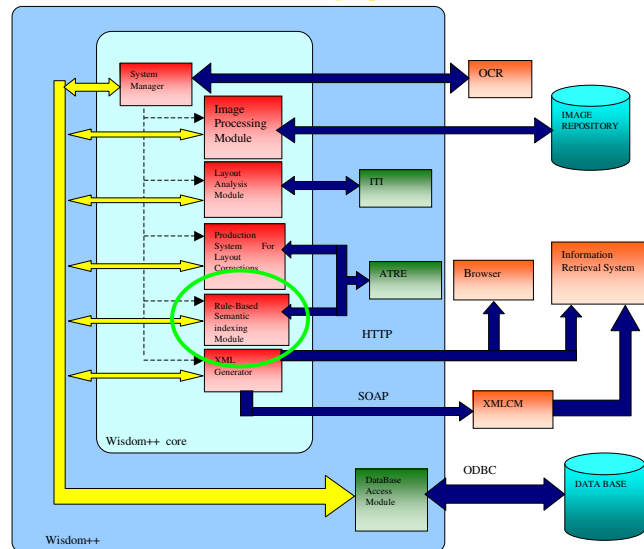 System
Manager
OCR
Image
Processing
Module
IMAGE
REPOSITORY
Layout
Analysis
Module
ITI
Production
System For
Layout
Corrections
ATRE
Browser
Information
Retrieval System
Rule-Based
Semantic
indexing
Module
HTTP
XML
Generator
SOAP
XMLCM
Wisdom++ core
DataBase
Access
Module
ODBC
DATA BASE
Wisdom++